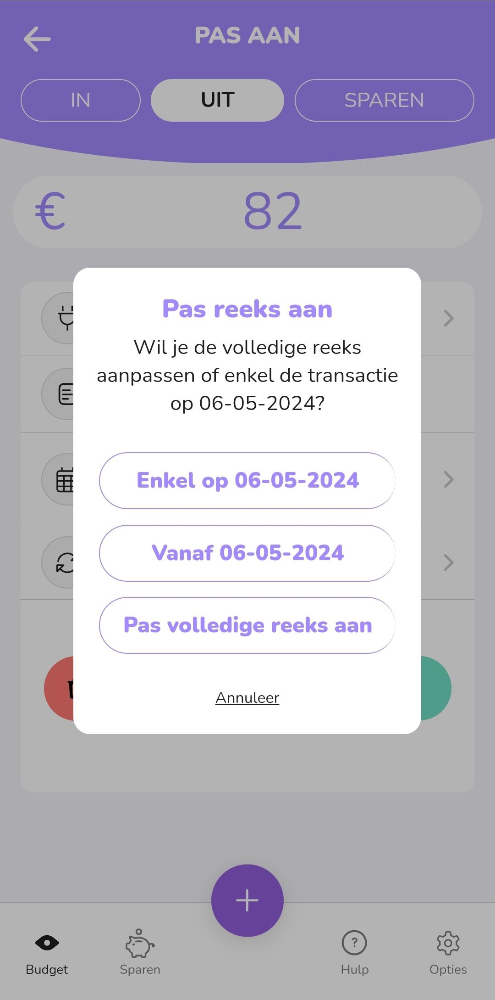 PAS AAN
IN
UIT
SPAREN
€ 82
Pas reeks aan
Wil je de volledige reeks
aanpassen of enkel de transactie
op 06-05-2024?
Enkel op 06-05-2024
Vanaf 06-05-2024
Pas volledige reeks aan
Annuleer
Budget
Sparen
Hulp
Opties